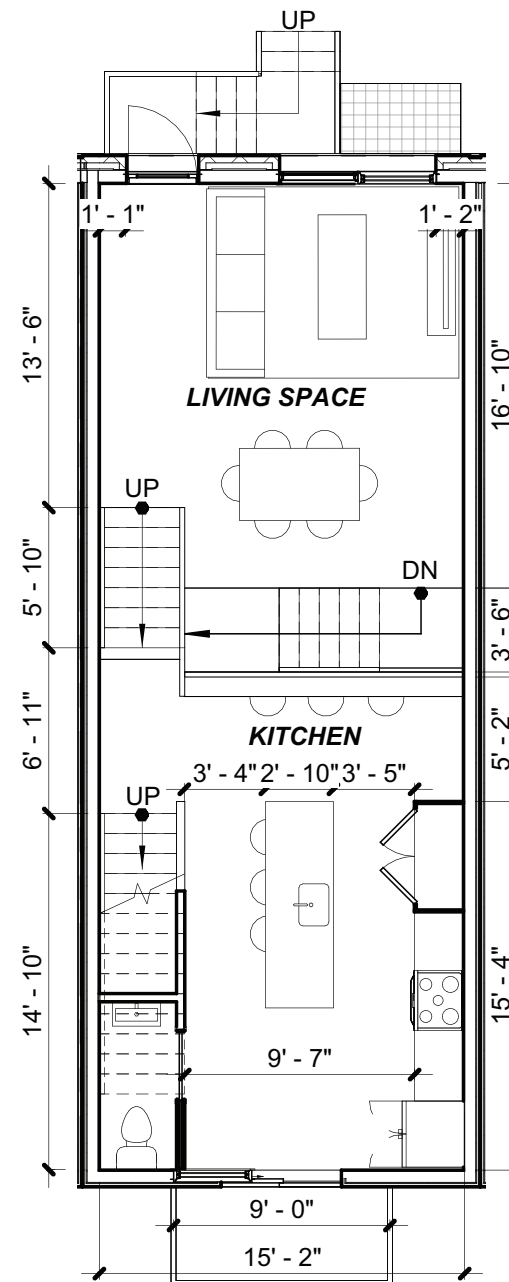 UP
1' - 1"
1' - 2"
13' - 6"
16' - 10"
LIVING SPACE
UP
DN
5' - 10"
3' - 6"
6' - 11"
5' - 2"
KITCHEN
3' - 4"
2' - 10"
3' - 5"
UP
14' - 10"
15' - 4"
9' - 7"
9' - 0"
15' - 2"